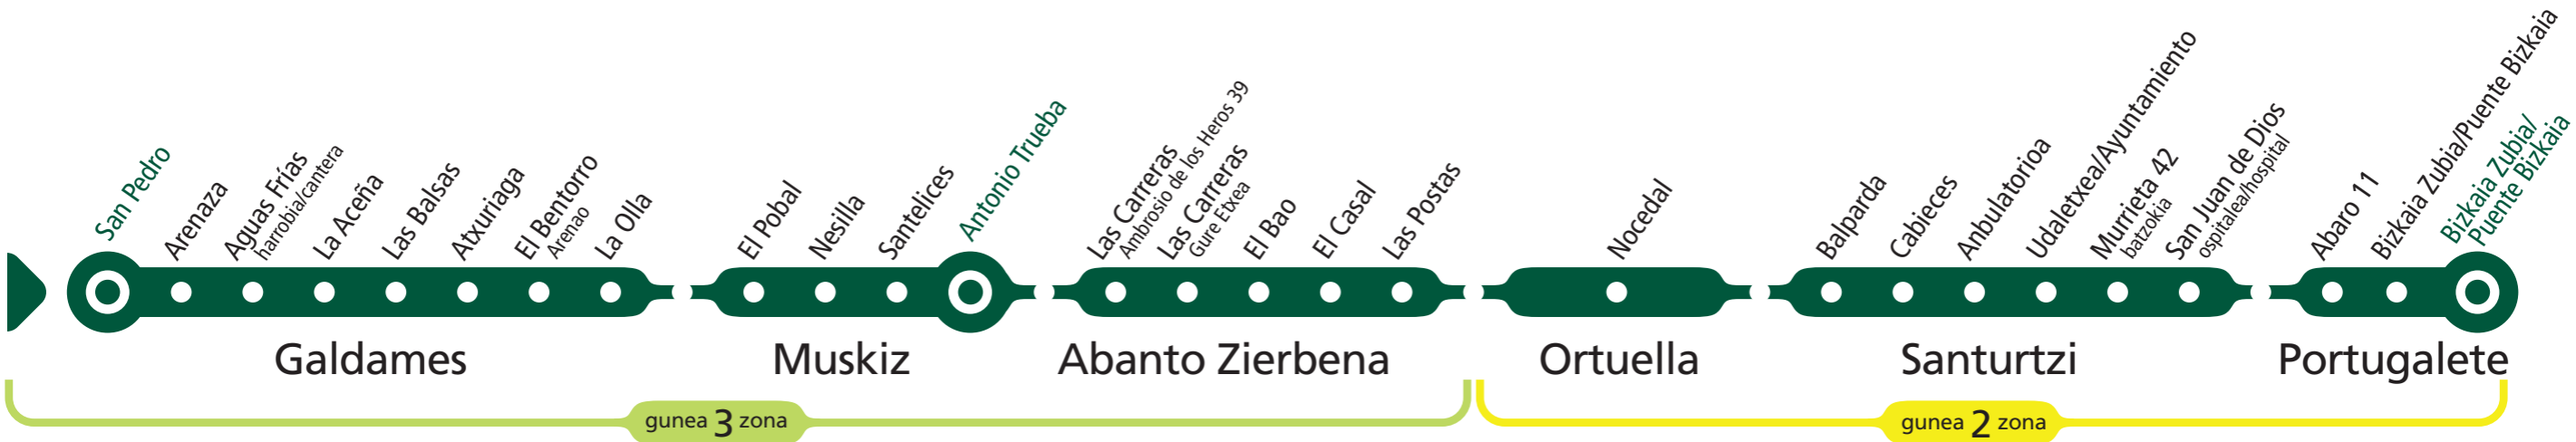 San Pedro
Arenaza
Aguas Frías
harrobia/cantera
La Aceña
Las Balsas
Atxuriaga
El Bentorro
Arenao
La Olla
El Pobal
Nesilla
Santelices
Antonio Trueba
Las Carreras
Ambrosio de los Heros 39
Las Carreras
Gure Etxea
El Bao
El Casal
Las Postas
Nocedal
Balparda
Cabieces
Anbulatorioa
Udaletxea/Ayuntamiento
Murrieta 42
batzokia
San Juan de Dios
ospitalea/hospital
Abaro 11
Bizkaia Zubia/Puente Bizkaia
Bizkaia Zubia/
Puente Bizkaia
Galdames
Muskiz
Abanto Zierbena
Ortuella
Santurtzi
Portugalete
gunea 3 zona
gunea 2 zona